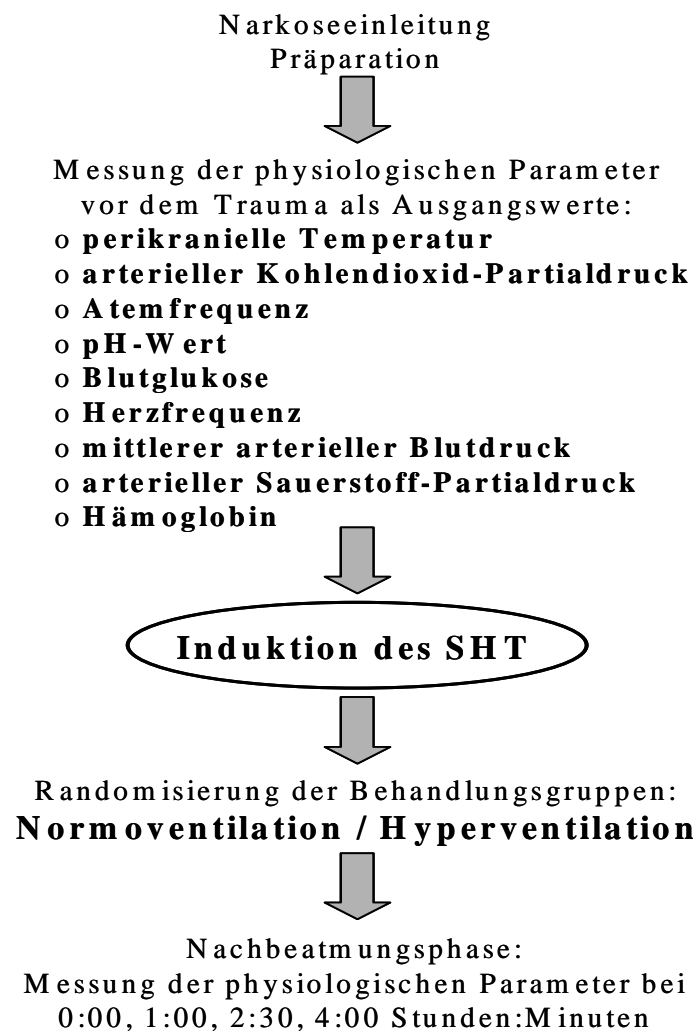 Narkoseeinleitung
Präparation
Messung der physiologischen Parameter
vor dem Trauma als Ausgangswerte:
o perikranielle Temperatur
o arterieller Kohlendioxid-Partialdruck
o Atemfrequenz
o pH-Wert
o Blutglukose
o Herzfrequenz
o mittlerer arterieller Blutdruck
o arterieller Sauerstoff-Partialdruck
o Hämoglobin
Induktion des SHT
Randomisierung der Behandlungsgruppen:
Normoventilation / Hyperventilation
Nachbeatmungsphase:
Messung der physiologischen Parameter bei
0:00, 1:00, 2:30, 4:00 Stunden:Minuten